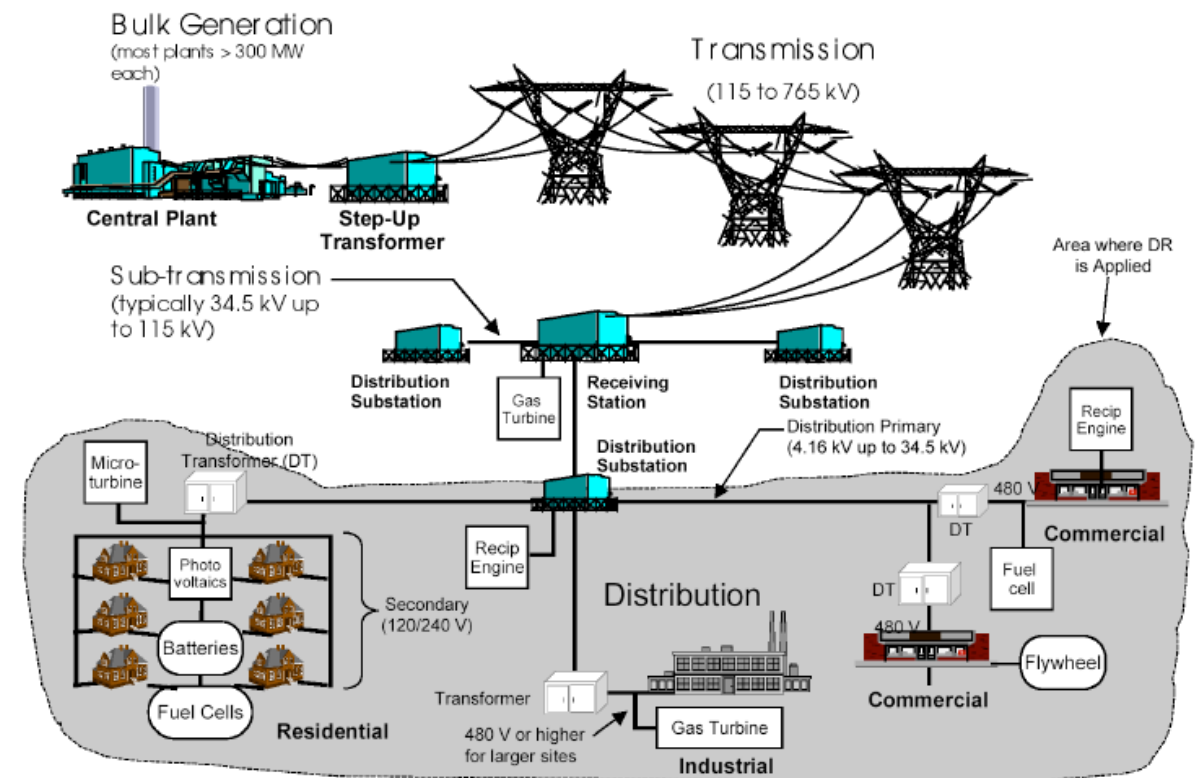 Bulk Generation
(most plants > 300 MW
each)
Transmission
(115 to 765 kV)
Central Plant
Step-Up
Transformer
Area where DR
is Applied
Sub-transmission
(typically 34.5 kV up
to 115 kV)
Distribution
Substation
Gas
Turbine
Receiving
Station
Distribution
Substation
Recip
Engine
Distribution Primary
(4.16 kV up to 34.5 kV)
Distribution
Transformer (DT)
Distribution
Substation
Micro-
turbine
480 V
DT
Commercial
Recip
Engine
Photo
voltaics
Fuel
cell
Distribution
DT
Secondary
(120/240 V)
480 V
Batteries
Flywheel
Commercial
Transformer
Fuel Cells
Residential
480 V or higher
for larger sites
Gas Turbine
Industrial